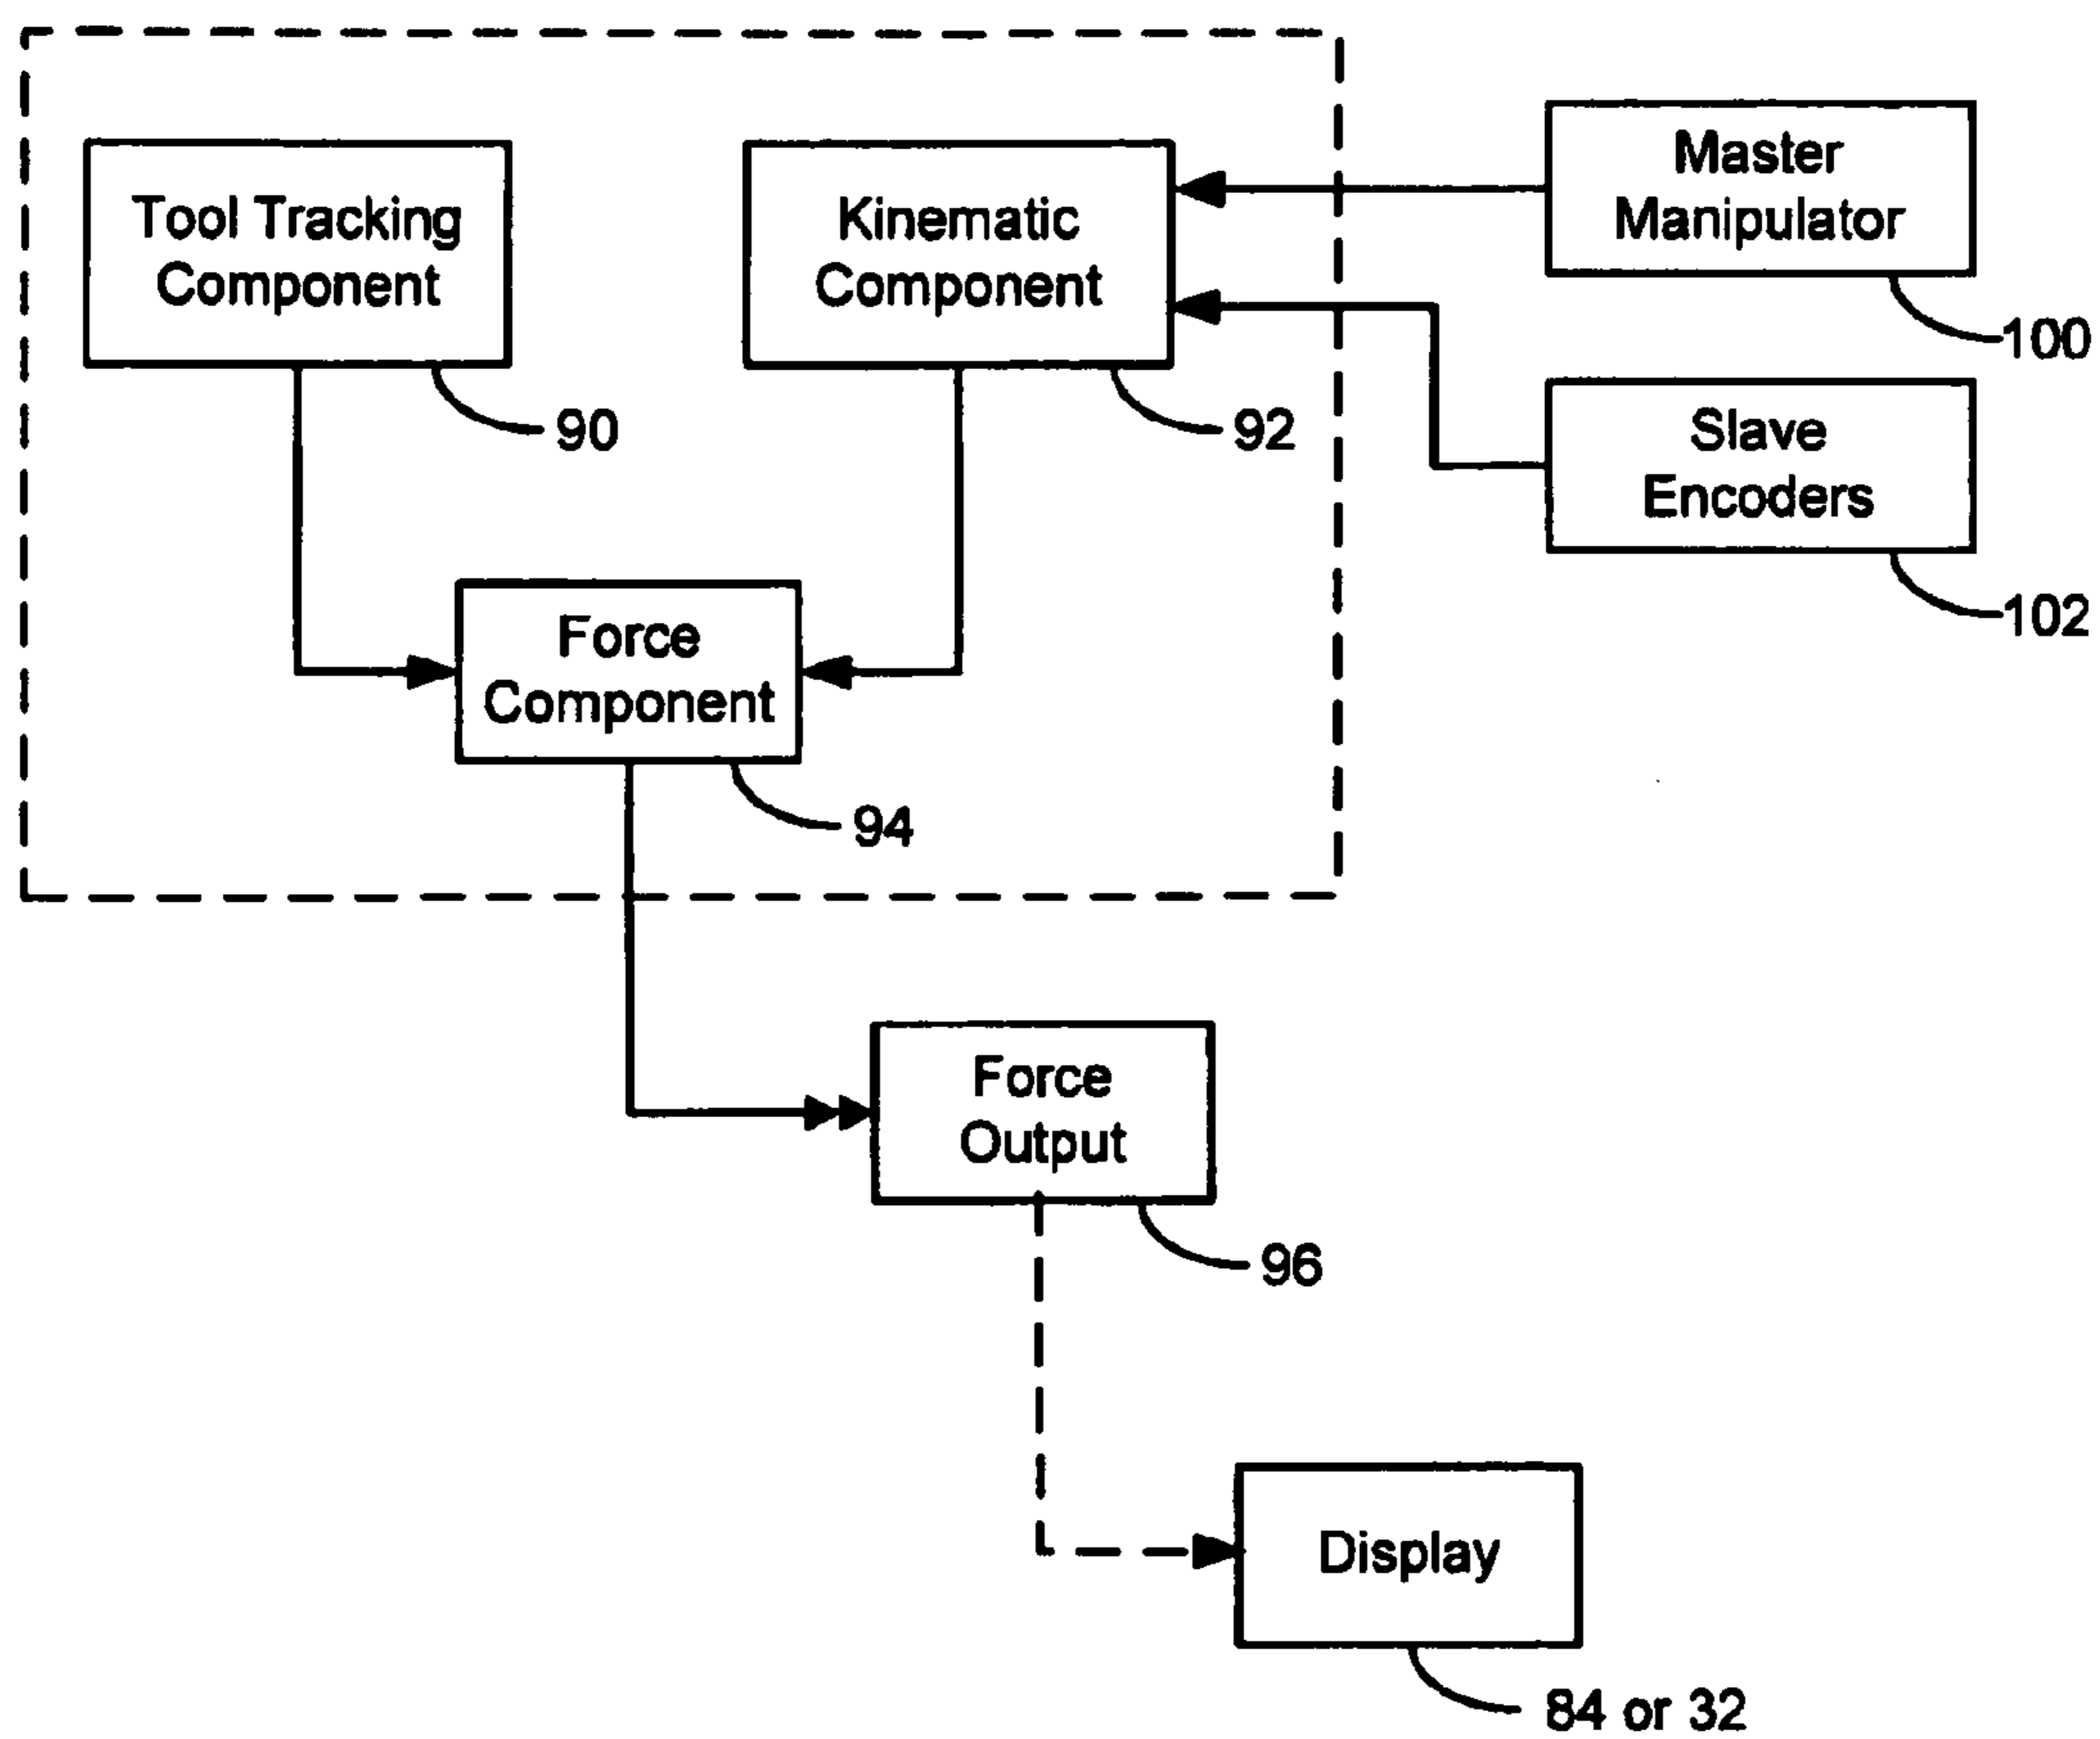 Tool Tracking
Component
90
Kinematic
Component
92
Master
Manipulator
100
Slave
Encoders
102
Force
Component
94
Force
Output
96
Display
84 or 32